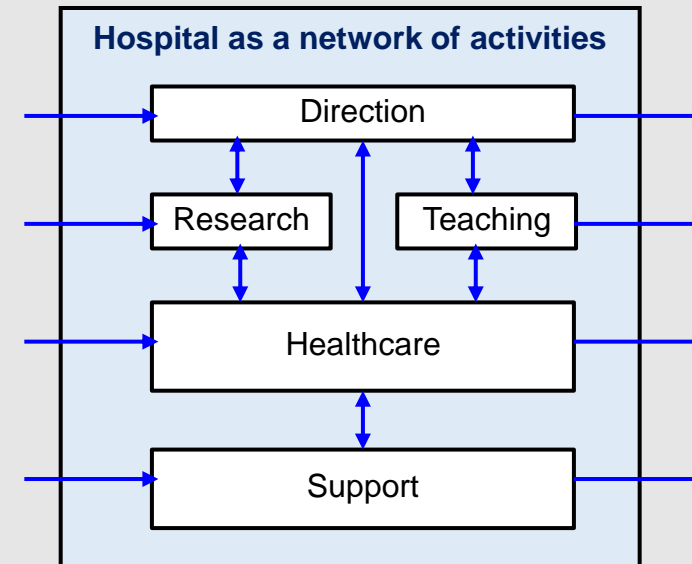 Hospital as a network of activities
Direction
Research
Teaching
Healthcare
Support